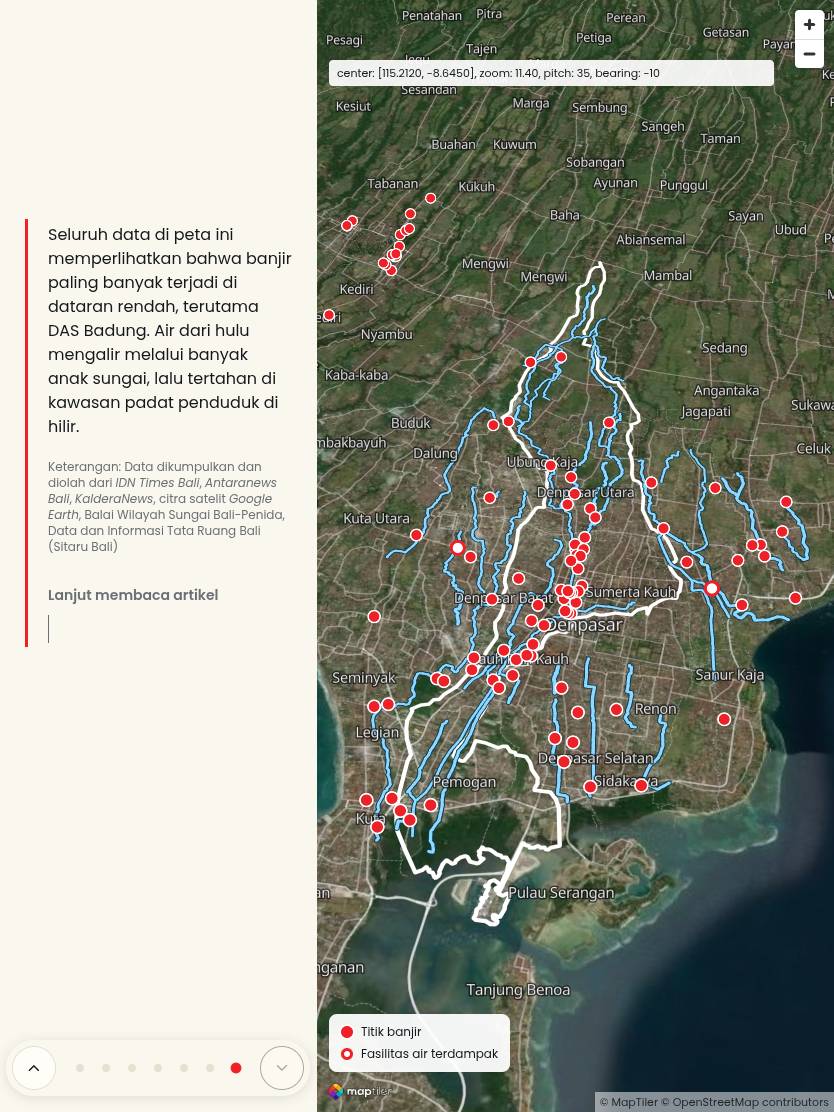 Seluruh data di peta ini
memperlihatkan bahwa banjir
paling banyak terjadi di
dataran rendah, terutama
DAS Badung. Air dari hulu
mengalir melalui banyak
anak sungai, lalu tertahan di
kawasan padat penduduk di
hilir.
Keterangan: Data dikumpulkan dan
diolah dari IDN Times Bali, Antaranews
Bali, KalderaNews, citra satelit Google
Earth, Balai Wilayah Sungai Bali-Penida,
Data dan Informasi Tata Ruang Bali
(Sitaru Bali)
Lanjut membaca artikel
Penatahan
Pitra
Perean
Getasan
Pesagi
Tajen
Petiga
center: [115.2120, -8.6450], zoom: 11.40, pitch: 35, bearing: -10
Sesandan
Kesiut
Marga
Sembung
Sangeh
Taman
Buahan
Kuwum
Sobangan
Tabanan
Kukuh
Ayunan
Punggul
Baha
Sayan
Ubud
Abiansemal
Mengwi
Mengwi
Mambal
Kediri
Nyambu
Sedang
Kaba-kaba
Angantaka
Jagapati
Buduk
Dalung
Celuk
Denpasar Utara
Kuta Utara
Denpasar Barat
Sumerta Kauh
Denpasar
Kauh
Seminyak
Sanur Kaja
Renon
Legian
Denpasar Selatan
Pemogan
Kuta
Pulau Serangan
Tanjung Benoa
Titik banjir
Fasilitas air terdampak
maptiler
© MapTiler © OpenStreetMap contributors